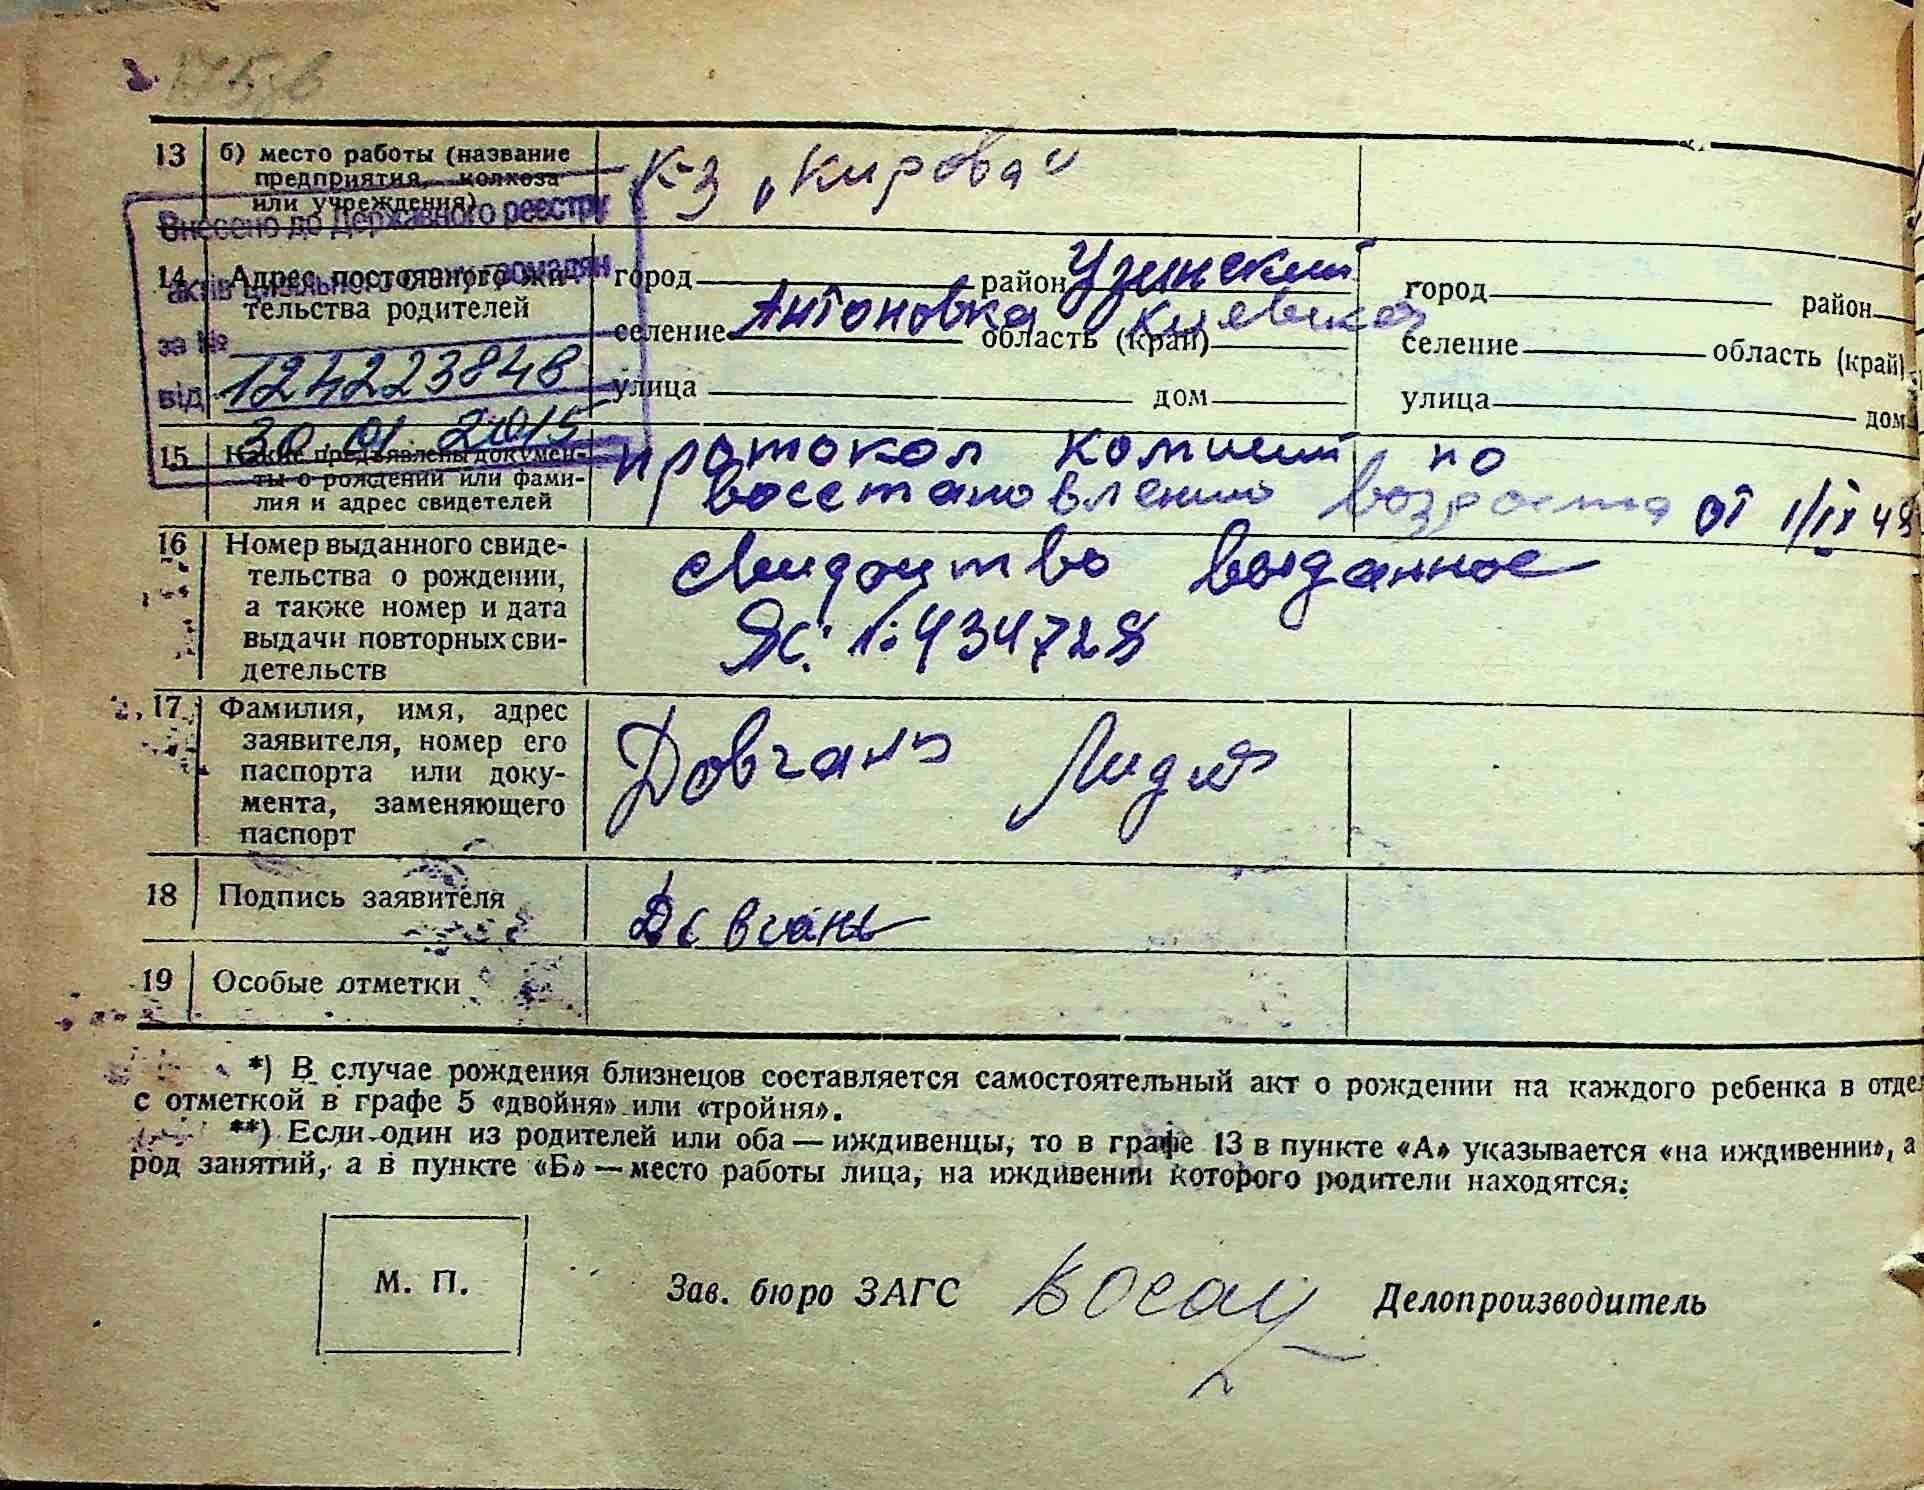 13 б) место работы (название предприятия, колхоза или учреждения) к-з „Кирова"
Внесено до Державного реєстру
актів цивільного стану громадян
за №
124223848
від 30.01.2015
14 Адрес постоянного жительства родителей
город район Узинский
селение Антоновка область (край) Киевская
улица дом
город район
селение область (край)
улица дом
15 Какие предъявлены документы о рождении или фамилия и адрес свидетелей
протокол комисии по
восстановлению возраста от 1/IX 49
16 Номер выданного свидетельства о рождении, а также номер и дата выдачи повторных свидетельств
свидоцтво выданное
№ 434728
17 Фамилия, имя, адрес заявителя, номер его паспорта или документа, заменяющего паспорт
Довгань Лидия
18 Подпись заявителя Довгань
19 Особые отметки
*) В случае рождения близнецов составляется самостоятельный акт о рождении на каждого ребенка в отдел
с отметкой в графе 5 «двойня» или «тройня».
**) Если один из родителей или оба — иждивенцы, то в графе 13 в пункте «А» указывается «на иждивении», а
род занятий, а в пункте «Б» — место работы лица, на иждивении которого родители находятся.
М. П.
Зав. бюро ЗАГС Делопроизводитель